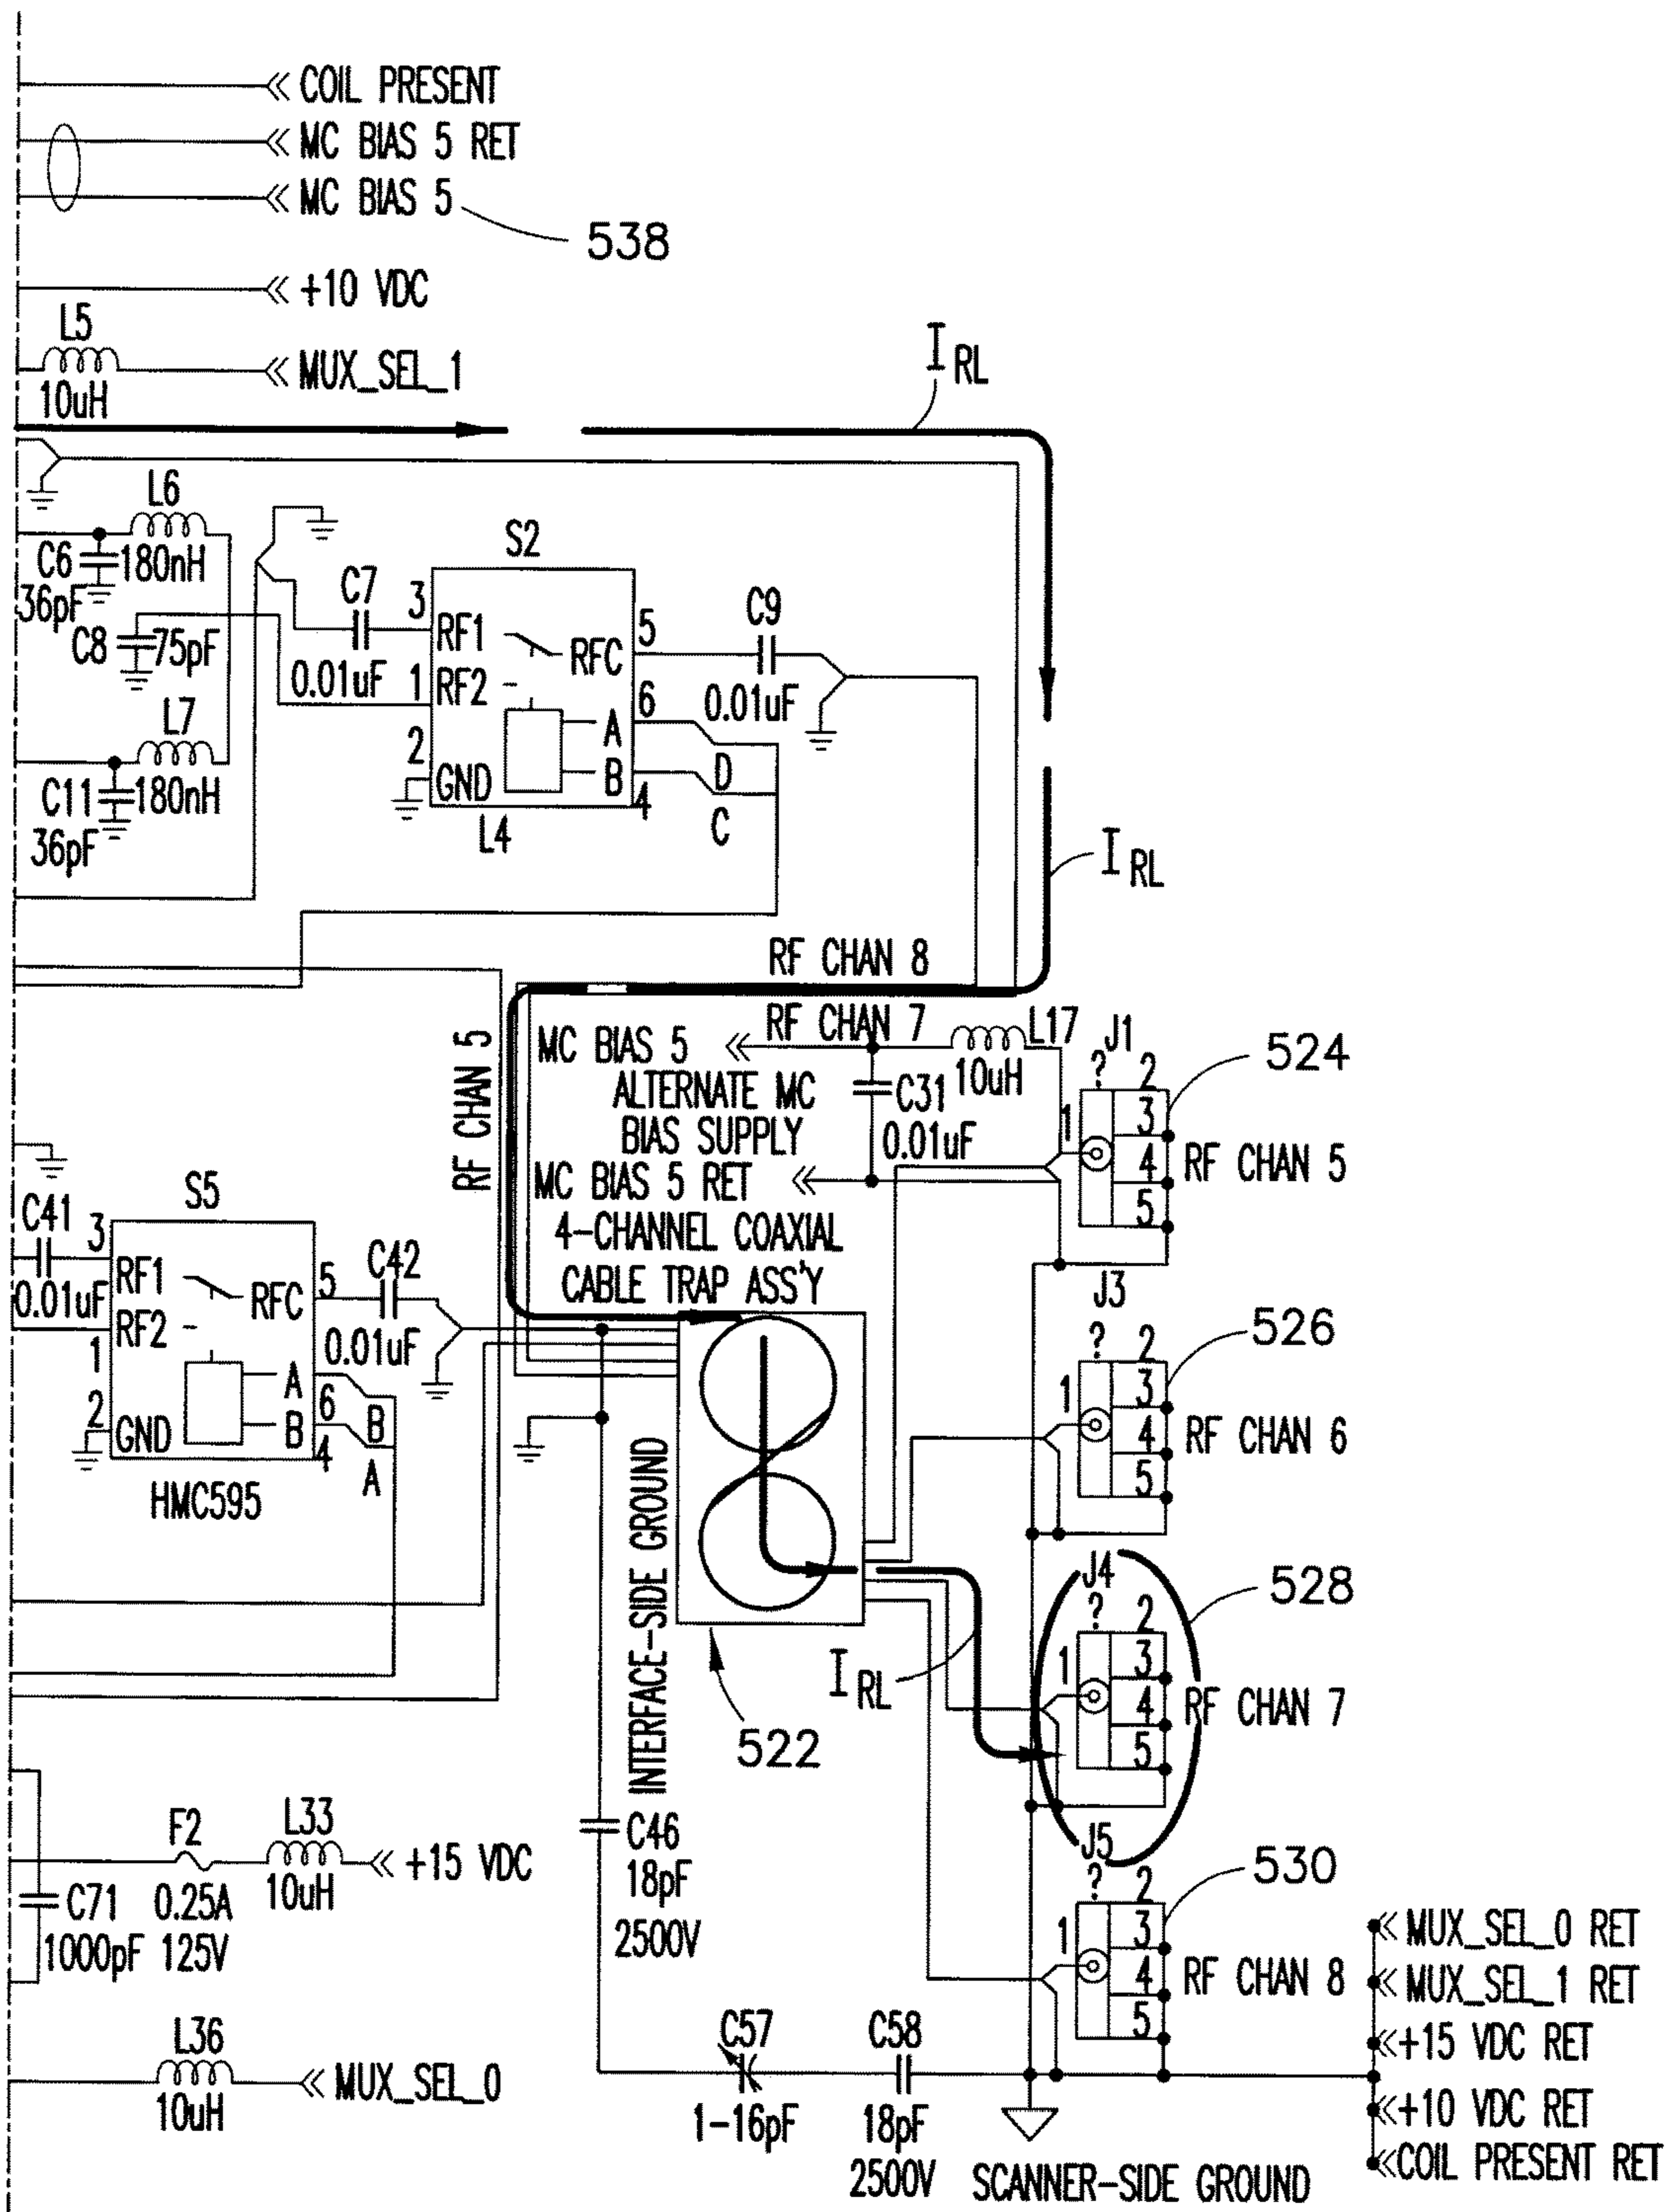 COIL PRESENT
MC BIAS 5 RET
MC BIAS 5
538
+10 VDC
L5
10uH
MUX_SEL_1
I RL
L6
180nH
C6
36pF
C8
75pF
L7
180nH
C11
36pF
C7
0.01uF
S2
3
RF1
1
RF2
2
GND
RFC
5
6
A
B
4
D
C
L4
C9
0.01uF
I RL
RF CHAN 8
RF CHAN 7
RF CHAN 5
MC BIAS 5
ALTERNATE MC
BIAS SUPPLY
MC BIAS 5 RET
4-CHANNEL COAXIAL
CABLE TRAP ASS'Y
C31
0.01uF
L17
10uH
J1
?
1
2
3
4
5
524
RF CHAN 5
C41
0.01uF
S5
3
RF1
RF2
1
2
GND
RFC
5
A
B
6
4
B
A
HMC595
C42
0.01uF
J3
?
1
2
3
4
5
526
RF CHAN 6
INTERFACE-SIDE GROUND
522
I RL
J4
?
1
2
3
4
5
528
RF CHAN 7
F2
0.25A
125V
L33
10uH
+15 VDC
C71
1000pF
C46
18pF
2500V
J5
?
1
2
3
4
5
530
RF CHAN 8
L36
10uH
MUX_SEL_0
C57
1-16pF
C58
18pF
2500V
SCANNER-SIDE GROUND
MUX_SEL_0 RET
MUX_SEL_1 RET
+15 VDC RET
+10 VDC RET
COIL PRESENT RET